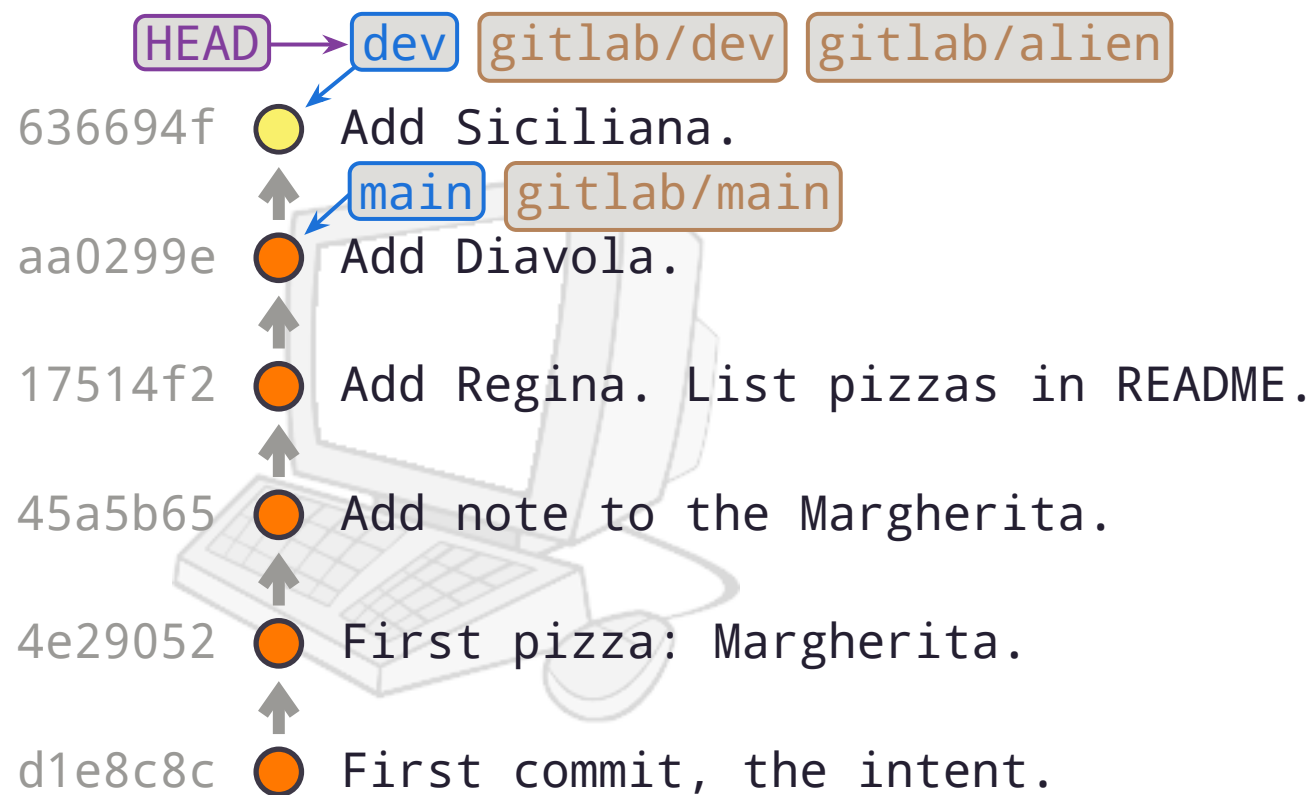 HEAD dev gitlab/dev gitlab/alien
636694f Add Siciliana.
main gitlab/main
aa0299e Add Diavola.
17514f2 Add Regina. List pizzas in README.
45a5b65 Add note to the Margherita.
4e29052 First pizza: Margherita.
d1e8c8c First commit, the intent.